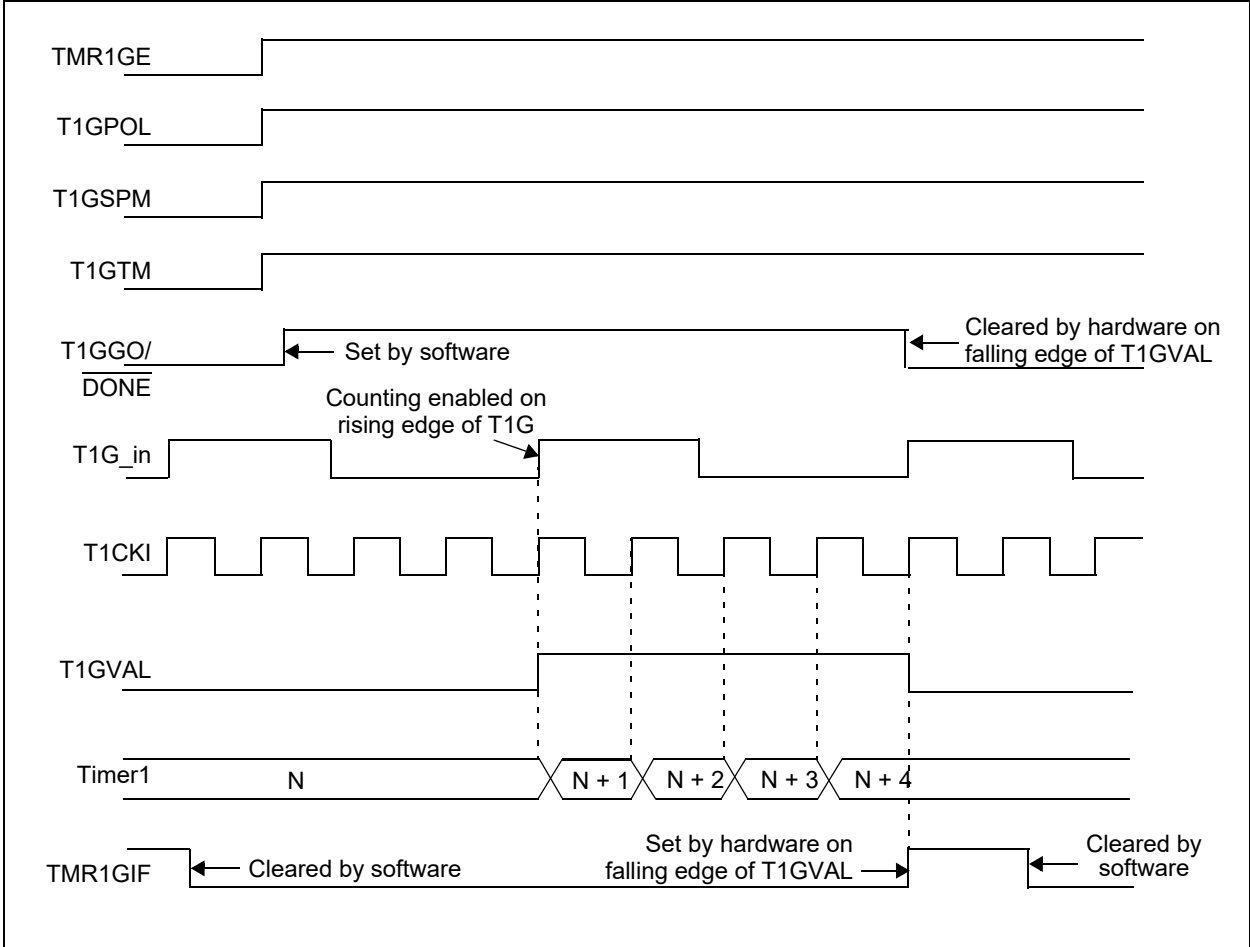 TMR1GE
T1GPOL
T1GSPM
T1GTM
T1GGO/
DONE
Set by software
Cleared by hardware on
falling edge of T1GVAL
Counting enabled on
rising edge of T1G
T1G_in
T1CKI
T1GVAL
Timer1
N
N + 1
N + 2
N + 3
N + 4
TMR1GIF
Cleared by software
Set by hardware on
falling edge of T1GVAL
Cleared by
software